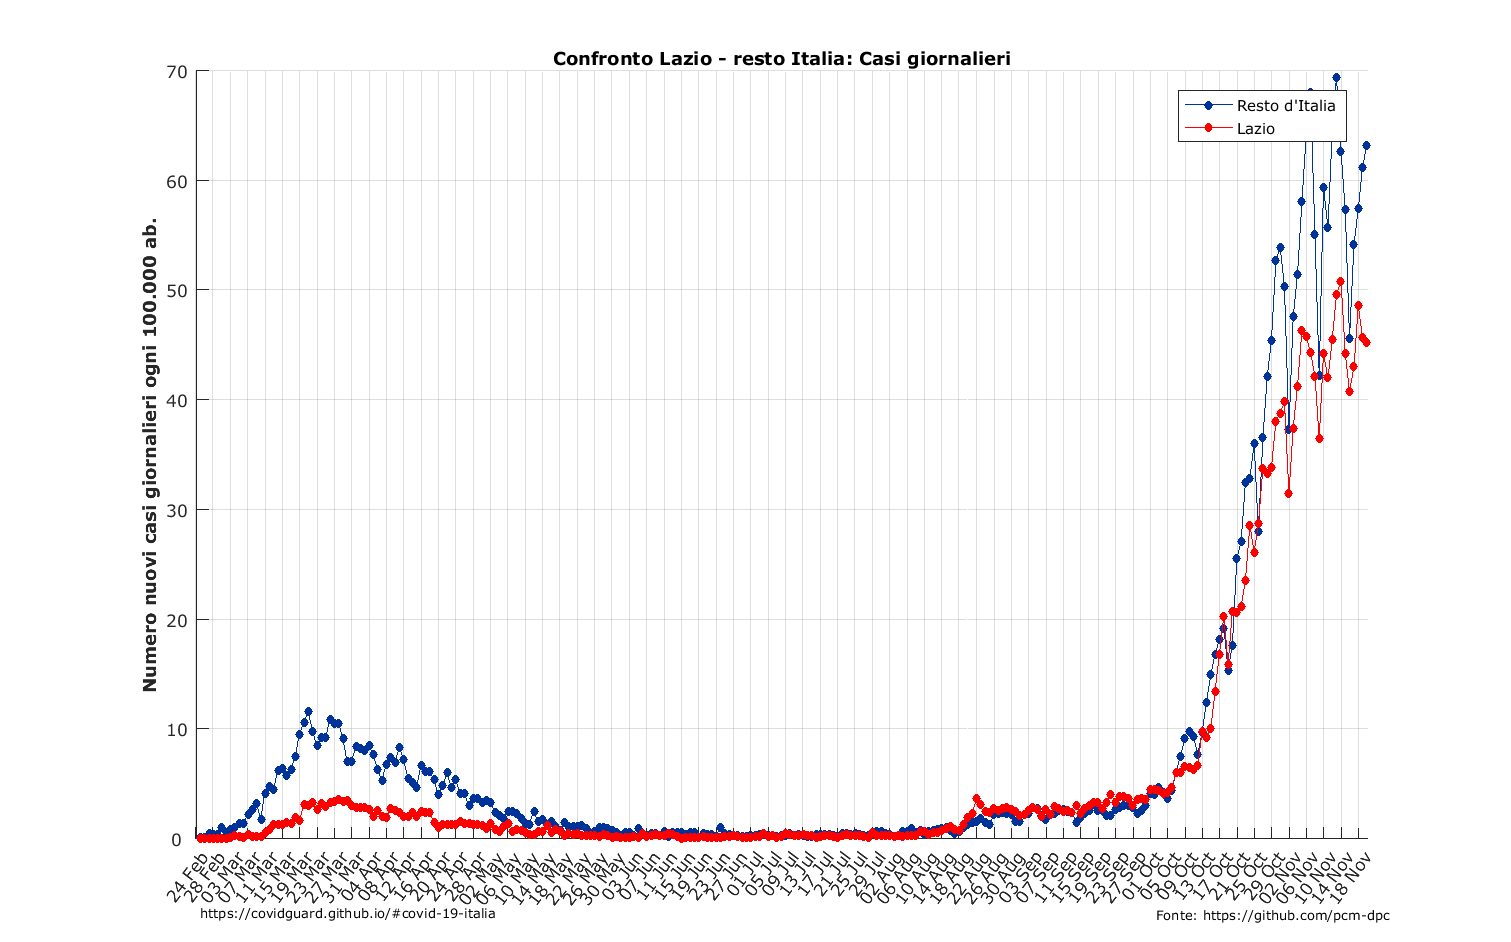 Confronto Lazio - resto Italia: Casi giornalieri
Resto d'Italia
Lazio
Numero nuovi casi giornalieri ogni 100.000 ab.
70
60
50
40
30
20
10
0
24 Feb
28 Feb
03 Mar
07 Mar
11 Mar
15 Mar
19 Mar
23 Mar
27 Mar
31 Mar
04 Apr
08 Apr
12 Apr
16 Apr
20 Apr
24 Apr
28 Apr
02 May
06 May
10 May
14 May
18 May
22 May
26 May
30 May
03 Jun
07 Jun
11 Jun
15 Jun
19 Jun
23 Jun
27 Jun
01 Jul
05 Jul
09 Jul
13 Jul
17 Jul
21 Jul
25 Jul
29 Jul
02 Aug
06 Aug
10 Aug
14 Aug
18 Aug
22 Aug
26 Aug
30 Aug
03 Sep
07 Sep
11 Sep
15 Sep
19 Sep
23 Sep
27 Sep
01 Oct
05 Oct
09 Oct
13 Oct
17 Oct
21 Oct
25 Oct
29 Oct
02 Nov
06 Nov
10 Nov
14 Nov
18 Nov
https://covidguard.github.io/#covid-19-italia
Fonte: https://github.com/pcm-dpc